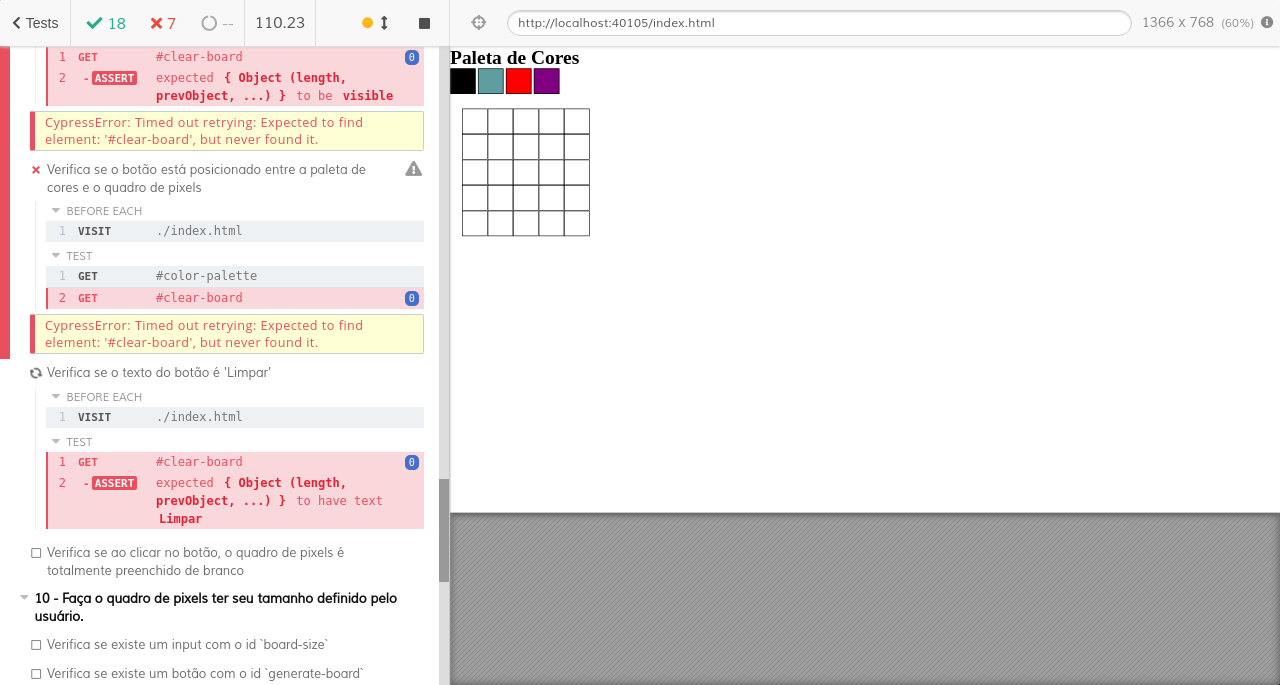 Tests 18 7 -- 110.23
http://localhost:40105/index.html 1366 x 768 (60%)
1 GET #clear-board 0
2 -ASSERT expected { Object (length,
prevObject, ...) } to be visible
CypressError: Timed out retrying: Expected to find
element: '#clear-board', but never found it.
Verifica se o botão está posicionado entre a paleta de
cores e o quadro de pixels
BEFORE EACH
1 VISIT ./index.html
TEST
1 GET #color-palette
2 GET #clear-board 0
CypressError: Timed out retrying: Expected to find
element: '#clear-board', but never found it.
Verifica se o texto do botão é 'Limpar'
BEFORE EACH
1 VISIT ./index.html
TEST
1 GET #clear-board 0
2 -ASSERT expected { Object (length,
prevObject, ...) } to have text
Limpar
Verifica se ao clicar no botão, o quadro de pixels é
totalmente preenchido de branco
10 - Faça o quadro de pixels ter seu tamanho definido pelo
usuário.
Verifica se existe um input com o id `board-size`
Verifica se existe um botão com o id `generate-board`
Paleta de Cores